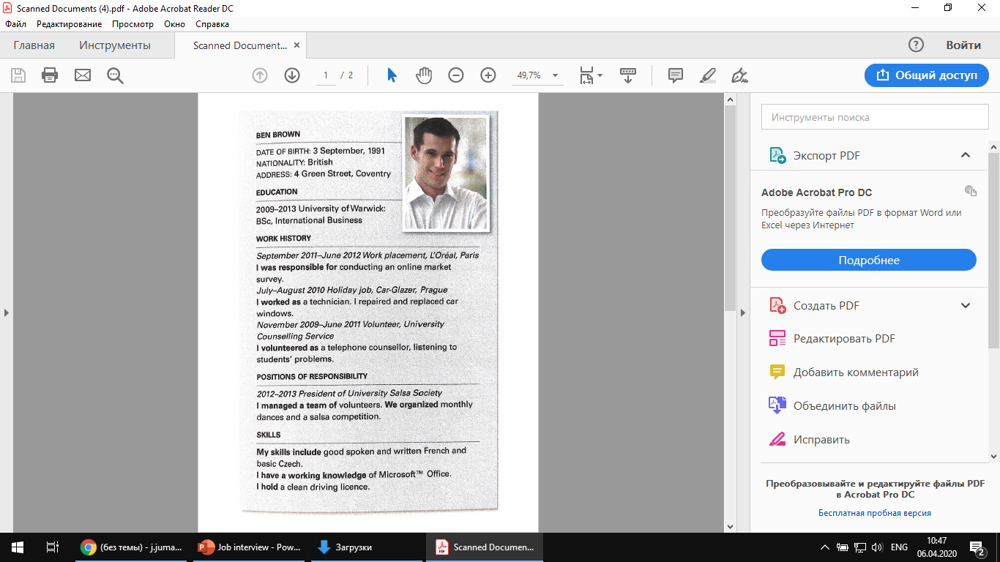 Scanned Documents (4).pdf - Adobe Acrobat Reader DC
Файл Редактирование Просмотр Окно Справка
Главная Инструменты Scanned Document... × Войти
1 / 2 49,7% Общий доступ
BEN BROWN
DATE OF BIRTH: 3 September, 1991
NATIONALITY: British
ADDRESS: 4 Green Street, Coventry
EDUCATION
2009–2013 University of Warwick:
BSc, International Business
WORK HISTORY
September 2011–June 2012 Work placement, L'Oréal, Paris
I was responsible for conducting an online market
survey.
July–August 2010 Holiday job, Car-Glazer, Prague
I worked as a technician. I repaired and replaced car
windows.
November 2009–June 2011 Volunteer, University
Counselling Service
I volunteered as a telephone counsellor, listening to
students' problems.
POSITIONS OF RESPONSIBILITY
2012–2013 President of University Salsa Society
I managed a team of volunteers. We organized monthly
dances and a salsa competition.
SKILLS
My skills include good spoken and written French and
basic Czech.
I have a working knowledge of Microsoft™ Office.
I hold a clean driving licence.
Инструменты поиска
Экспорт PDF
Adobe Acrobat Pro DC
Преобразуйте файлы PDF в формат Word или
Excel через Интернет
Подробнее
Создать PDF
Редактировать PDF
Добавить комментарий
Объединить файлы
Исправить
Преобразовывайте и редактируйте файлы PDF
в Acrobat Pro DC
Бесплатная пробная версия
(без темы) - j.juma... Job interview - Pow... Загрузки Scanned Documen... ENG 10:47
06.04.2020 2